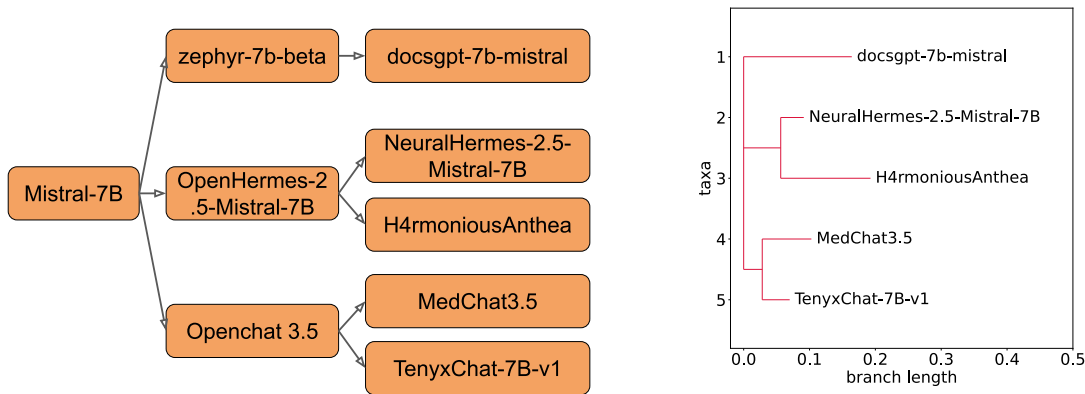 zephyr-7b-beta
docsgpt-7b-mistral
NeuralHermes-2.5-
Mistral-7B
Mistral-7B
OpenHermes-2
.5-Mistral-7B
H4rmoniousAnthea
MedChat3.5
Openchat 3.5
TenyxChat-7B-v1
taxa
1
2
3
4
5
docsgpt-7b-mistral
NeuralHermes-2.5-Mistral-7B
H4rmoniousAnthea
MedChat3.5
TenyxChat-7B-v1
0.0 0.1 0.2 0.3 0.4 0.5
branch length